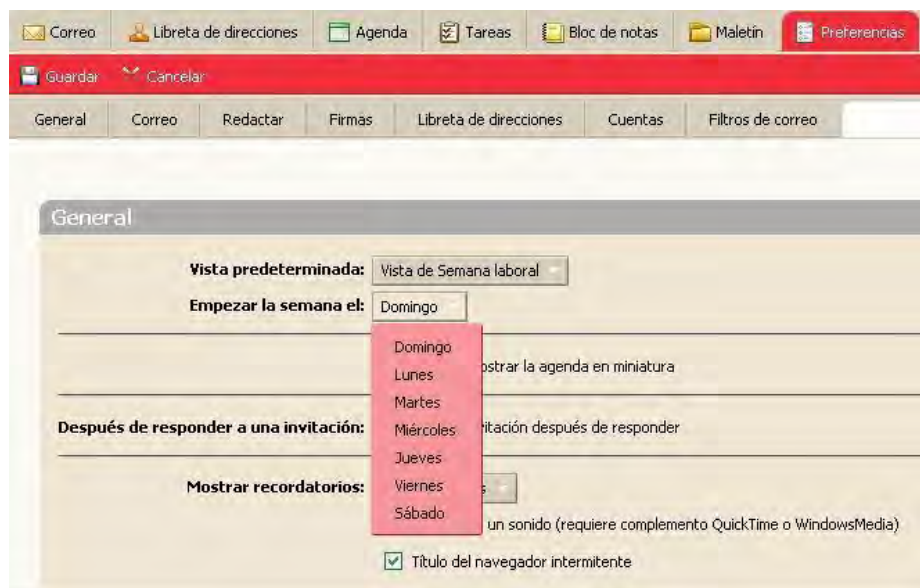 Correo Libreta de direcciones Agenda Tareas Bloc de notas Maletín Preferencias
Guardar Cancelar
General Correo Redactar Firmas Libreta de direcciones Cuentas Filtros de correo
General
Vista predeterminada: Vista de Semana laboral
Empezar la semana el: Domingo
Domingo
ostrar la agenda en miniatura
Lunes
Martes
Después de responder a una invitación: Miércoles vitación después de responder
Jueves
Mostrar recordatorios: Viernes s
Sábado
un sonido (requiere complemento QuickTime o WindowsMedia)
Título del navegador intermitente